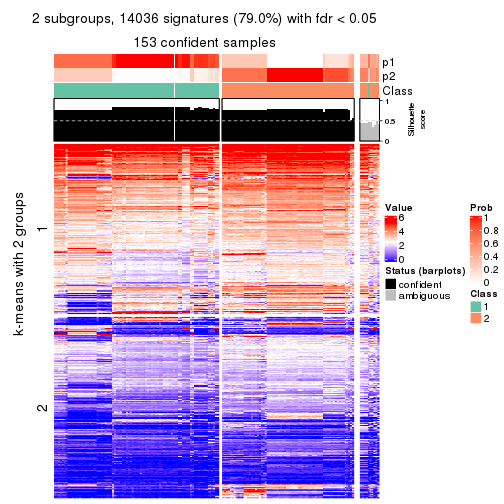 2 subgroups, 14036 signatures (79.0%) with fdr < 0.05
153 confident samples
p1
p2
Class
1
0.5
0
Silhouette
score
k-means with 2 groups
1
2
Value
6
4
2
0
Status (barplots)
confident
ambiguous
Prob
1
0.8
0.6
0.4
0.2
0
Class
1
2